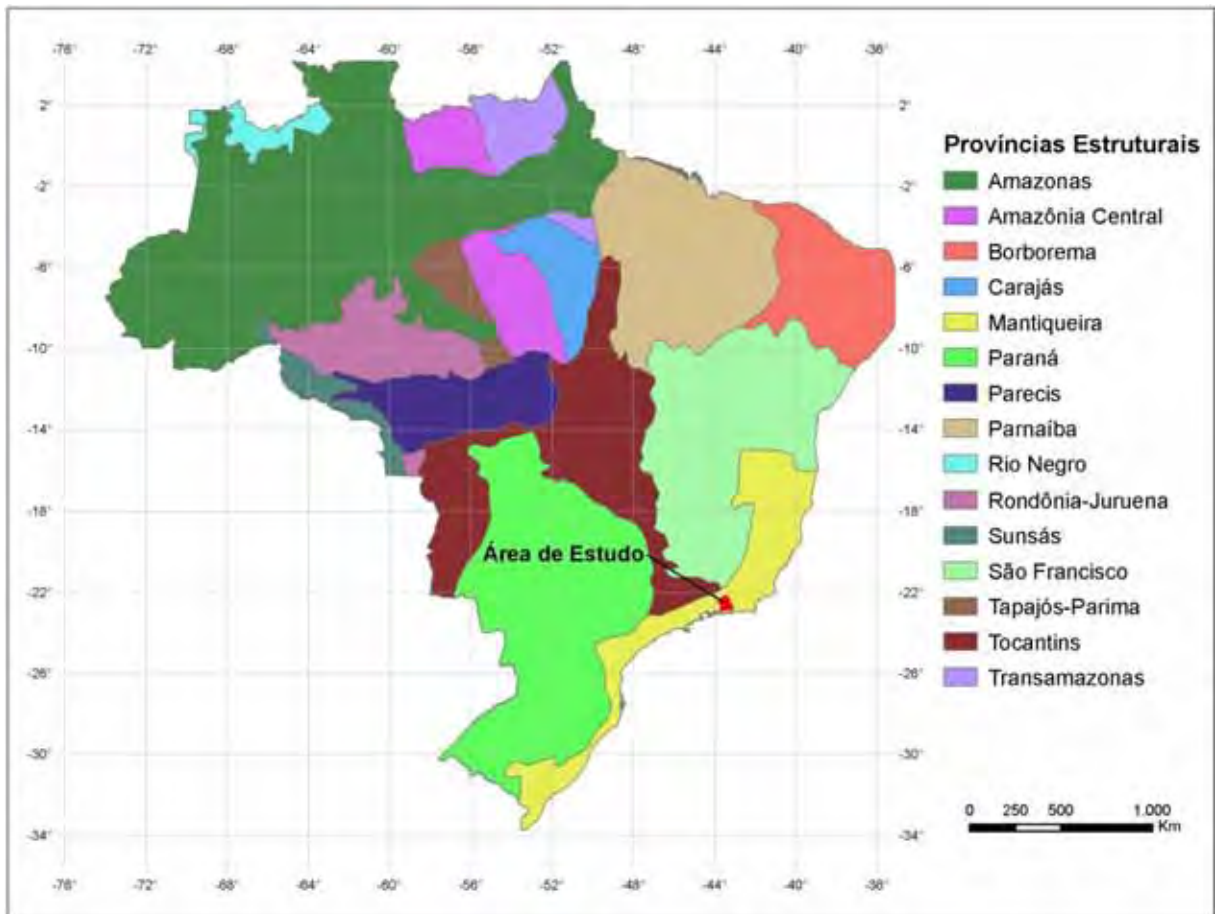 -76° -72° -68° -64° -60° -56° -52° -48° -44° -40° -36°
2° 2°
-2° -2°
-6° -6°
-10° -10°
-14° -14°
-18° -18°
-22° -22°
-26° -26°
-30° -30°
-34° -34°
-76° -72° -68° -64° -60° -56° -52° -48° -44° -40° -36°
Área de Estudo
Províncias Estruturais
Amazonas
Amazônia Central
Borborema
Carajás
Mantiqueira
Paraná
Parecis
Parnaíba
Rio Negro
Rondônia-Juruena
Sunsás
São Francisco
Tapajós-Parima
Tocantins
Transamazonas
0 250 500 1.000
Km